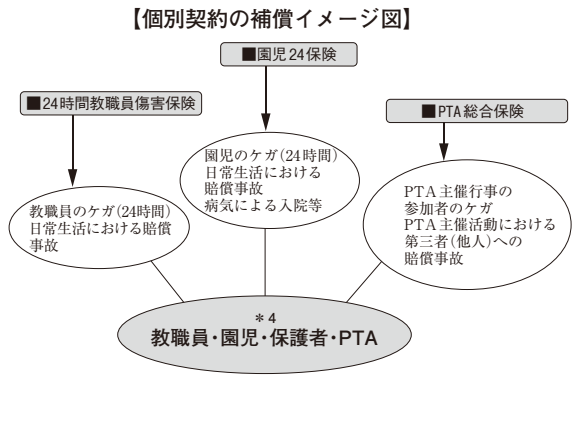 【個別契約の補償イメージ図】
■園児24保険
■24時間教職員傷害保険
■PTA総合保険
園児のケガ(24時間)
日常生活における
賠償事故
病気による入院等
教職員のケガ(24時間)
日常生活における賠償
事故
PTA主催行事の
参加者のケガ
PTA主催活動における
第三者(他人)への
賠償事故
＊4
教職員・園児・保護者・PTA